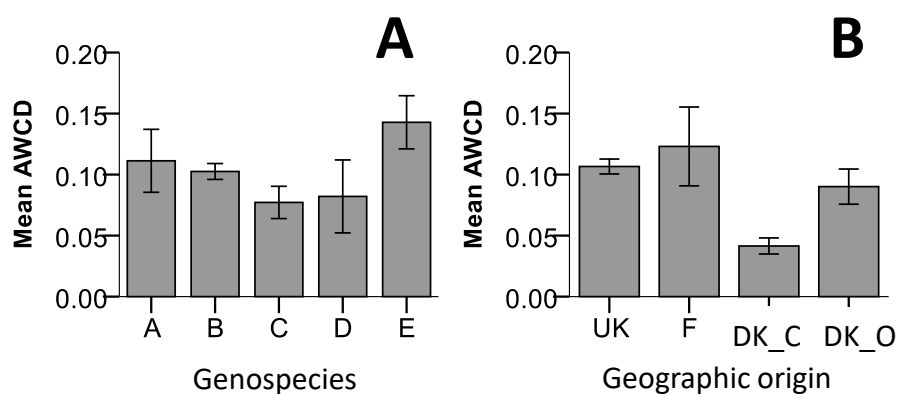 A
Mean AWCD
0.20
0.15
0.10
0.05
0.00
A B C D E
Genospecies
B
Mean AWCD
0.20
0.15
0.10
0.05
0.00
UK F DK_C DK_O
Geographic origin